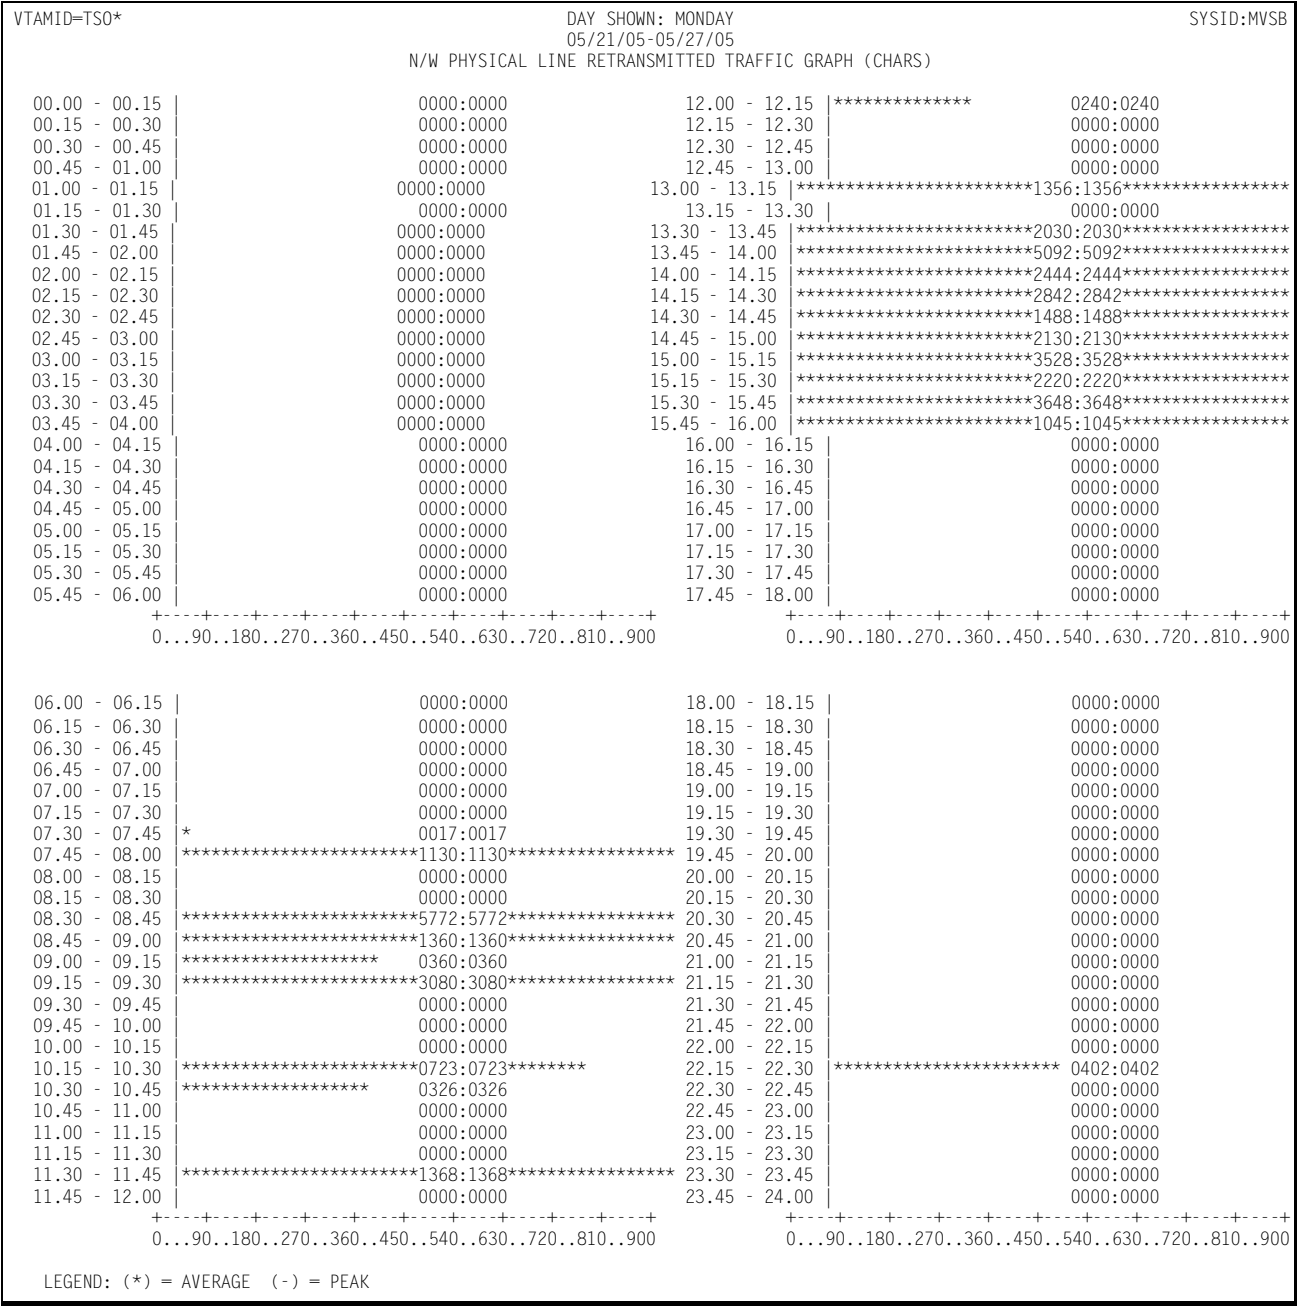 VTAMID=TSO*                DAY SHOWN: MONDAY                SYSID:MVSB
05/21/05-05/27/05
N/W PHYSICAL LINE RETRANSMITTED TRAFFIC GRAPH (CHARS)
00.00 - 00.15 | 0000:0000 12.00 - 12.15 |************** 0240:0240
00.15 - 00.30 | 0000:0000 12.15 - 12.30 | 0000:0000
00.30 - 00.45 | 0000:0000 12.30 - 12.45 | 0000:0000
00.45 - 01.00 | 0000:0000 12.45 - 13.00 | 0000:0000
01.00 - 01.15 | 0000:0000 13.00 - 13.15 |************************1356:1356*****************
01.15 - 01.30 | 0000:0000 13.15 - 13.30 | 0000:0000
01.30 - 01.45 | 0000:0000 13.30 - 13.45 |************************2030:2030*****************
01.45 - 02.00 | 0000:0000 13.45 - 14.00 |************************5092:5092*****************
02.00 - 02.15 | 0000:0000 14.00 - 14.15 |************************2444:2444*****************
02.15 - 02.30 | 0000:0000 14.15 - 14.30 |************************2842:2842*****************
02.30 - 02.45 | 0000:0000 14.30 - 14.45 |************************1488:1488*****************
02.45 - 03.00 | 0000:0000 14.45 - 15.00 |************************2130:2130*****************
03.00 - 03.15 | 0000:0000 15.00 - 15.15 |************************3528:3528*****************
03.15 - 03.30 | 0000:0000 15.15 - 15.30 |************************2220:2220*****************
03.30 - 03.45 | 0000:0000 15.30 - 15.45 |************************3648:3648*****************
03.45 - 04.00 | 0000:0000 15.45 - 16.00 |************************1045:1045*****************
04.00 - 04.15 | 0000:0000 16.00 - 16.15 | 0000:0000
04.15 - 04.30 | 0000:0000 16.15 - 16.30 | 0000:0000
04.30 - 04.45 | 0000:0000 16.30 - 16.45 | 0000:0000
04.45 - 05.00 | 0000:0000 16.45 - 17.00 | 0000:0000
05.00 - 05.15 | 0000:0000 17.00 - 17.15 | 0000:0000
05.15 - 05.30 | 0000:0000 17.15 - 17.30 | 0000:0000
05.30 - 05.45 | 0000:0000 17.30 - 17.45 | 0000:0000
05.45 - 06.00 | 0000:0000 17.45 - 18.00 | 0000:0000
+----+----+----+----+----+----+----+----+----+----+ +----+----+----+----+----+----+----+----+----+----+
0...90..180..270..360..450..540..630..720..810..900 0...90..180..270..360..450..540..630..720..810..900
06.00 - 06.15 | 0000:0000 18.00 - 18.15 | 0000:0000
06.15 - 06.30 | 0000:0000 18.15 - 18.30 | 0000:0000
06.30 - 06.45 | 0000:0000 18.30 - 18.45 | 0000:0000
06.45 - 07.00 | 0000:0000 18.45 - 19.00 | 0000:0000
07.00 - 07.15 | 0000:0000 19.00 - 19.15 | 0000:0000
07.15 - 07.30 | 0000:0000 19.15 - 19.30 | 0000:0000
07.30 - 07.45 |* 0017:0017 19.30 - 19.45 | 0000:0000
07.45 - 08.00 |************************1130:1130***************** 19.45 - 20.00 | 0000:0000
08.00 - 08.15 | 0000:0000 20.00 - 20.15 | 0000:0000
08.15 - 08.30 | 0000:0000 20.15 - 20.30 | 0000:0000
08.30 - 08.45 |************************5772:5772***************** 20.30 - 20.45 | 0000:0000
08.45 - 09.00 |************************1360:1360***************** 20.45 - 21.00 | 0000:0000
09.00 - 09.15 |******************** 0360:0360 21.00 - 21.15 | 0000:0000
09.15 - 09.30 |************************3080:3080***************** 21.15 - 21.30 | 0000:0000
09.30 - 09.45 | 0000:0000 21.30 - 21.45 | 0000:0000
09.45 - 10.00 | 0000:0000 21.45 - 22.00 | 0000:0000
10.00 - 10.15 | 0000:0000 22.00 - 22.15 | 0000:0000
10.15 - 10.30 |************************0723:0723******** 22.15 - 22.30 |*********************** 0402:0402
10.30 - 10.45 |******************* 0326:0326 22.30 - 22.45 | 0000:0000
10.45 - 11.00 | 0000:0000 22.45 - 23.00 | 0000:0000
11.00 - 11.15 | 0000:0000 23.00 - 23.15 | 0000:0000
11.15 - 11.30 | 0000:0000 23.15 - 23.30 | 0000:0000
11.30 - 11.45 |************************1368:1368***************** 23.30 - 23.45 | 0000:0000
11.45 - 12.00 | 0000:0000 23.45 - 24.00 | 0000:0000
+----+----+----+----+----+----+----+----+----+----+ +----+----+----+----+----+----+----+----+----+----+
0...90..180..270..360..450..540..630..720..810..900 0...90..180..270..360..450..540..630..720..810..900
LEGEND: (*) = AVERAGE (-) = PEAK